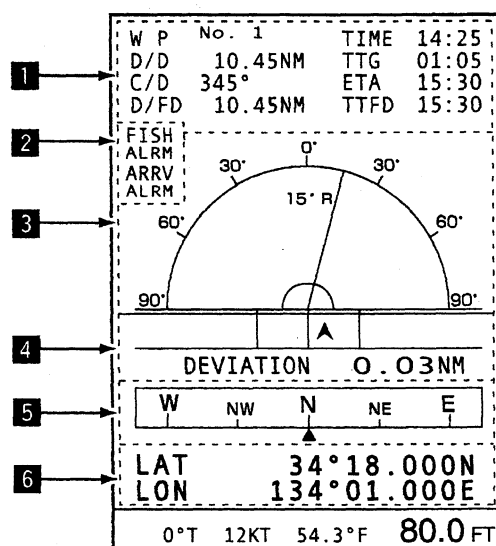 W P No. 1 TIME 14:25
1 D/D 10.45NM TTG 01:05
C/D 345° ETA 15:30
D/FD 10.45NM TTFD 15:30
2 FISH
ALRM
ARRV
ALRM
0°
30° 30°
15° R
3
60° 60°
90° 90°
4
DEVIATION 0.03NM
5 W NW N NE E
LAT 34°18.000N
6
LON 134°01.000E
0°T 12KT 54.3°F 80.0 FT